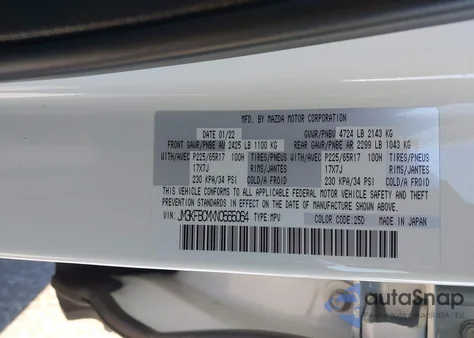 MFD. BY MAZDA MOTOR CORPORATION
DATE 01/22 GVWR/PNBV 4724 LB 2143 KG
FRONT GAWR/PNBE AV 2425 LB 1100 KG REAR GAWR/PNBE AR 2299 LB 1043 KG
WITH/AVEC P225/65R17 100H TIRES/PNEUS WITH/AVEC P225/65R17 100H TIRES/PNEUS
17X7J RIMS/JANTES 17X7J RIMS/JANTES
230 KPA/34 PSI COLD/A FROID 230 KPA/34 PSI COLD/A FROID
THIS VEHICLE CONFORMS TO ALL APPLICABLE FEDERAL MOTOR VEHICLE SAFETY AND THEFT
PREVENTION STANDARDS IN EFFECT ON THE DATE OF MANUFACTURE SHOWN ABOVE.
VIN: JM3KFBCMXN0565064 TYPE: MPV COLOR CODE: 25D MADE IN JAPAN
autoSnap